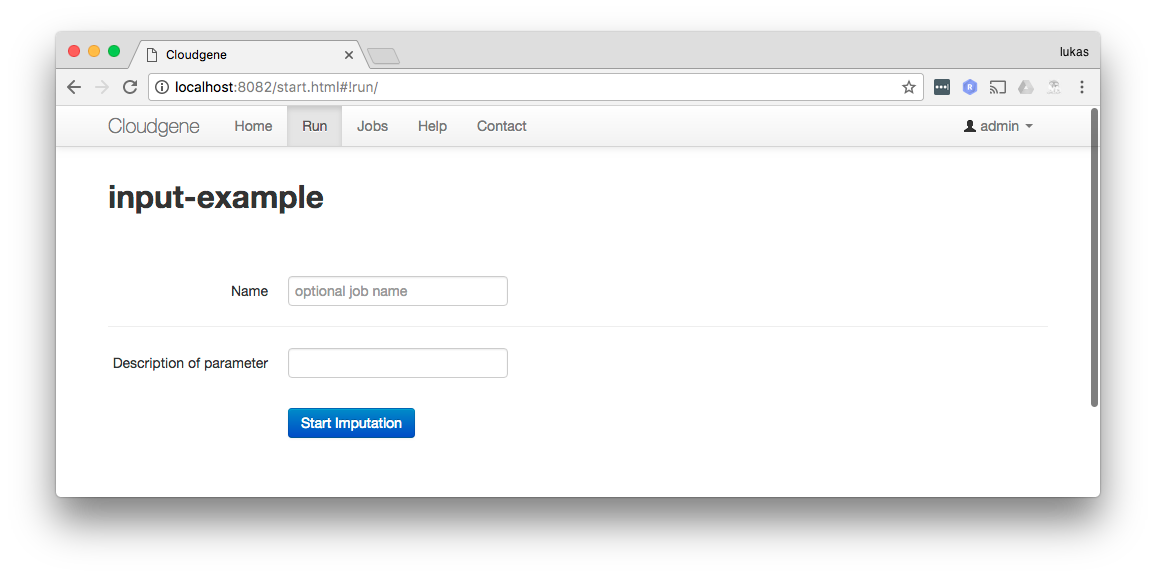 Cloudgene
lukas
localhost:8082/start.html#!run/
R
Cloudgene Home Run Jobs Help Contact admin
input-example
Name optional job name
Description of parameter
Start Imputation